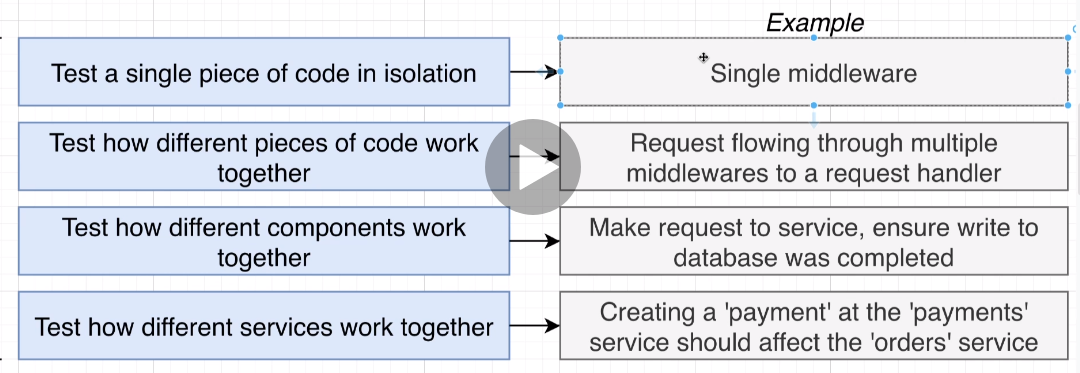 Example
Test a single piece of code in isolation
Single middleware
Test how different pieces of code work
together
Request flowing through multiple
middlewares to a request handler
Test how different components work
together
Make request to service, ensure write to
database was completed
Test how different services work together
Creating a 'payment' at the 'payments'
service should affect the 'orders' service